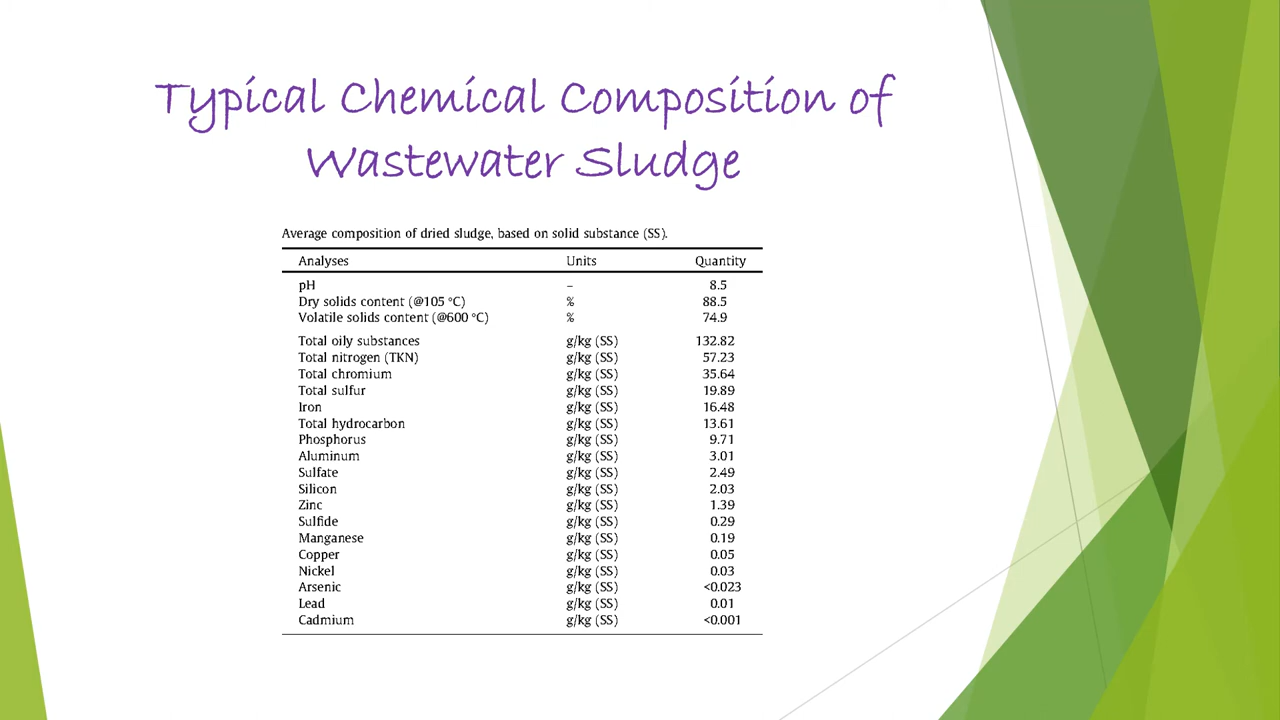 Typical Chemical Composition of
Wastewater Sludge
Average composition of dried sludge, based on solid substance (SS).
Analyses Units Quantity
pH – 8.5
Dry solids content (@105 °C) % 88.5
Volatile solids content (@600 °C) % 74.9
Total oily substances g/kg (SS) 132.82
Total nitrogen (TKN) g/kg (SS) 57.23
Total chromium g/kg (SS) 35.64
Total sulfur g/kg (SS) 19.89
Iron g/kg (SS) 16.48
Total hydrocarbon g/kg (SS) 13.61
Phosphorus g/kg (SS) 9.71
Aluminum g/kg (SS) 3.01
Sulfate g/kg (SS) 2.49
Silicon g/kg (SS) 2.03
Zinc g/kg (SS) 1.39
Sulfide g/kg (SS) 0.29
Manganese g/kg (SS) 0.19
Copper g/kg (SS) 0.05
Nickel g/kg (SS) 0.03
Arsenic g/kg (SS) <0.023
Lead g/kg (SS) 0.01
Cadmium g/kg (SS) <0.001